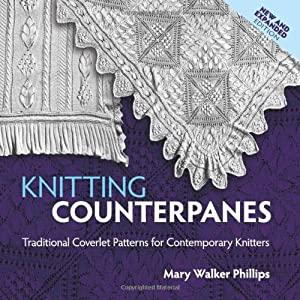 NEW AND
EXPANDED
EDITION
KNITTING
COUNTERPANES
Traditional Coverlet Patterns for Contemporary Knitters
Mary Walker Phillips